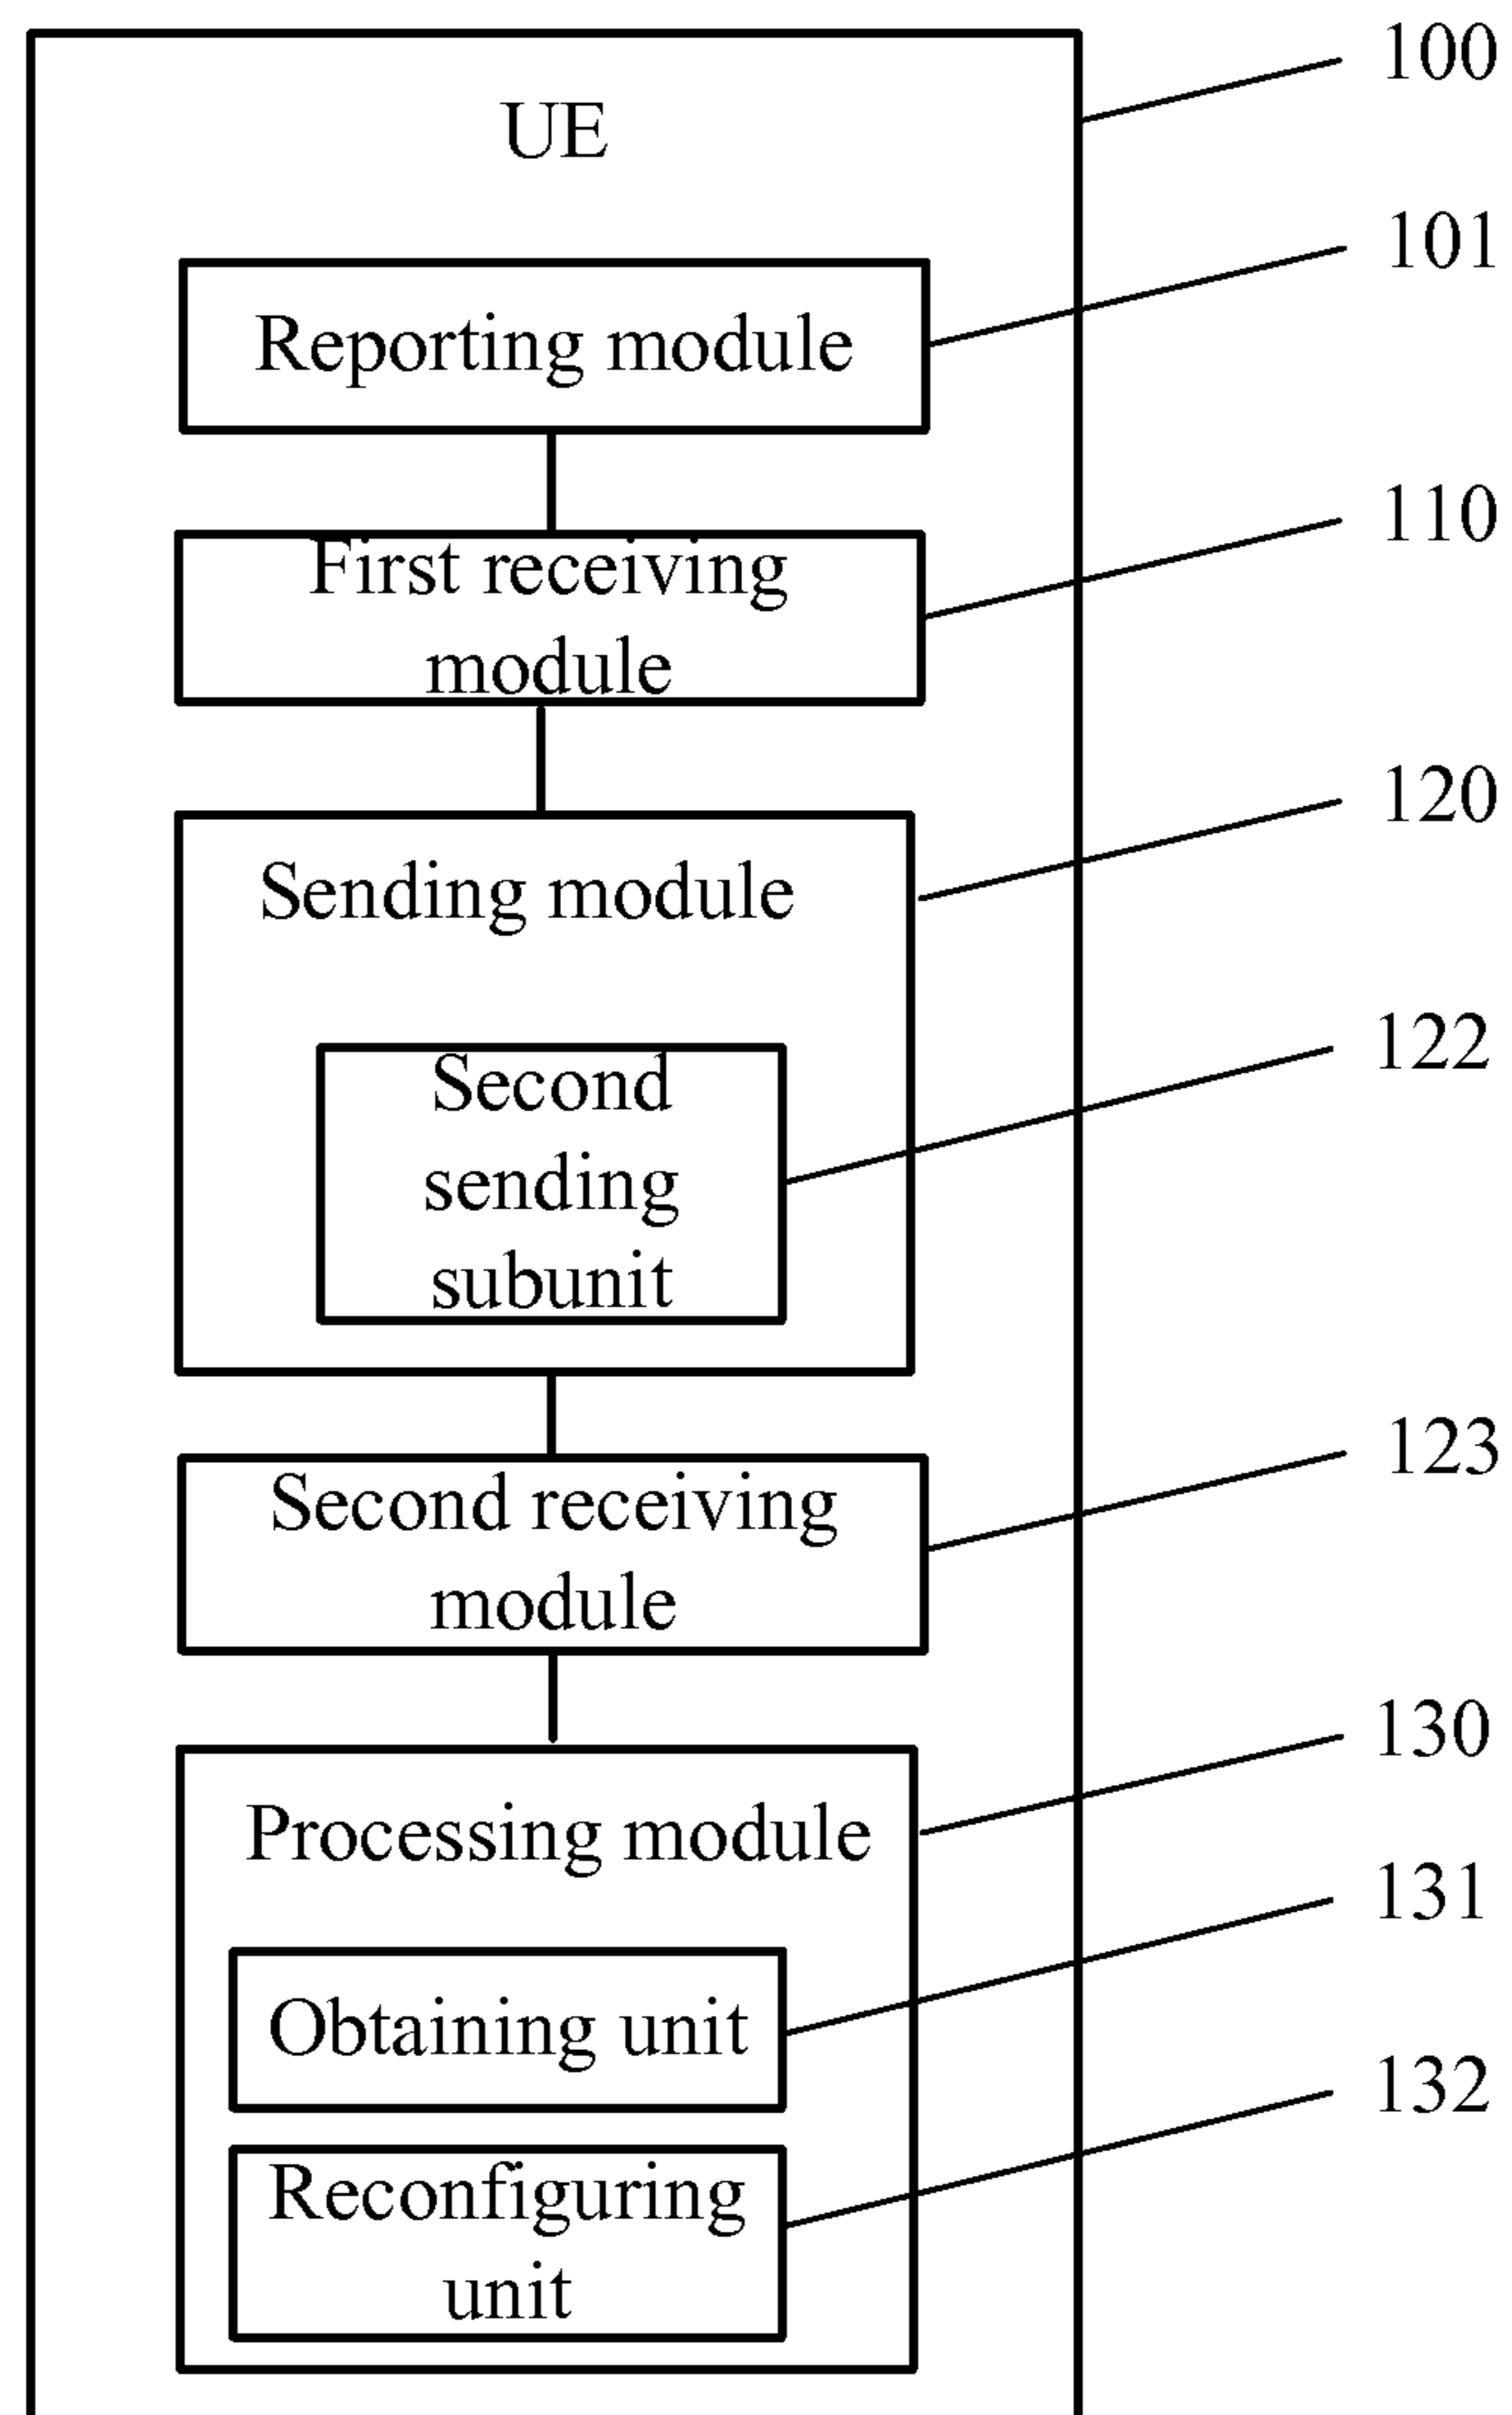 100
UE
101
Reporting module
110
First receiving
module
120
Sending module
122
Second
sending
subunit
123
Second receiving
module
130
Processing module
131
Obtaining unit
132
Reconfiguring
unit